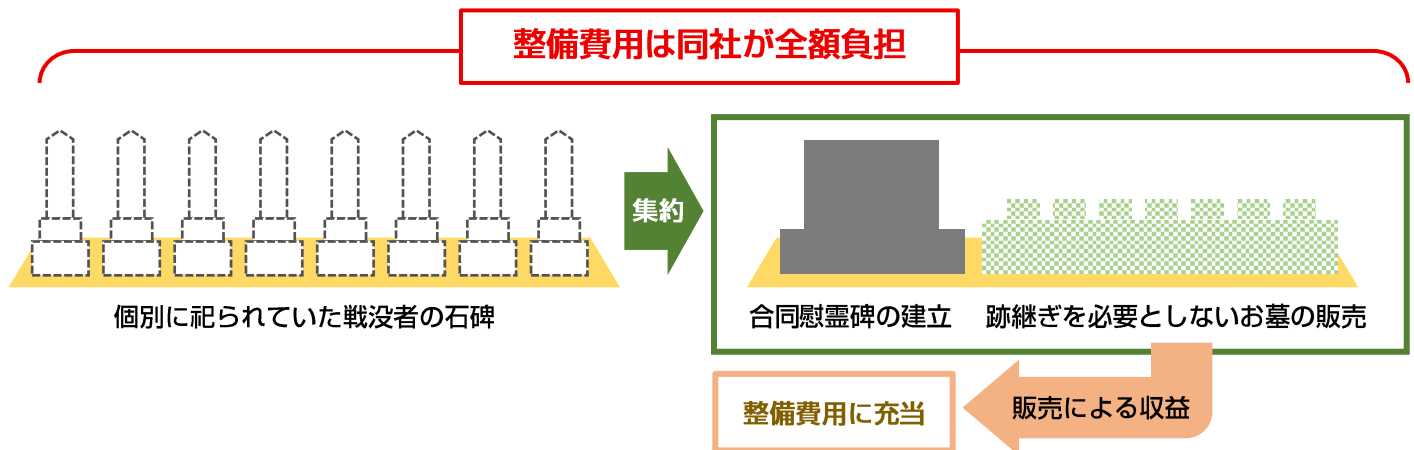 整備費用は同社が全額負担
集約
個別に祀られていた戦没者の石碑
合同慰霊碑の建立
跡継ぎを必要としないお墓の販売
販売による収益
整備費用に充当